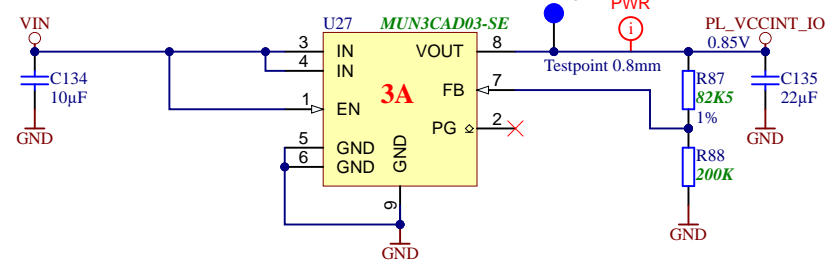 PWR
VIN
U27
MUN3CAD03-SE
PL_VCCINT_IO
3
IN
VOUT
8
0.85V
4
IN
Testpoint 0.8mm
C134
10µF
3A
FB
7
R87
82K5
1%
C135
22µF
1
EN
PG
2
GND
5
GND
6
GND
GND
R88
200K
GND
9
GND
GND